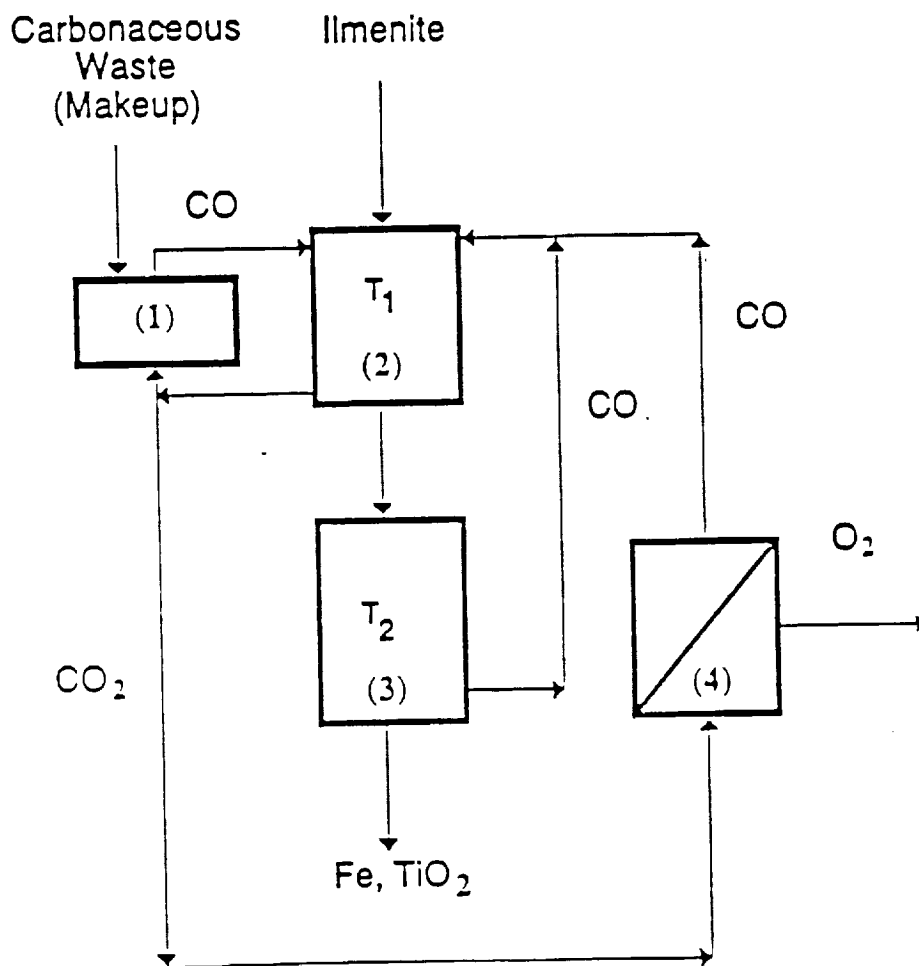 Carbonaceous
Waste
(Makeup)
Ilmenite
CO
(1)
T₁
(2)
CO
CO
O₂
T₂
(3)
(4)
CO₂
Fe, TiO₂